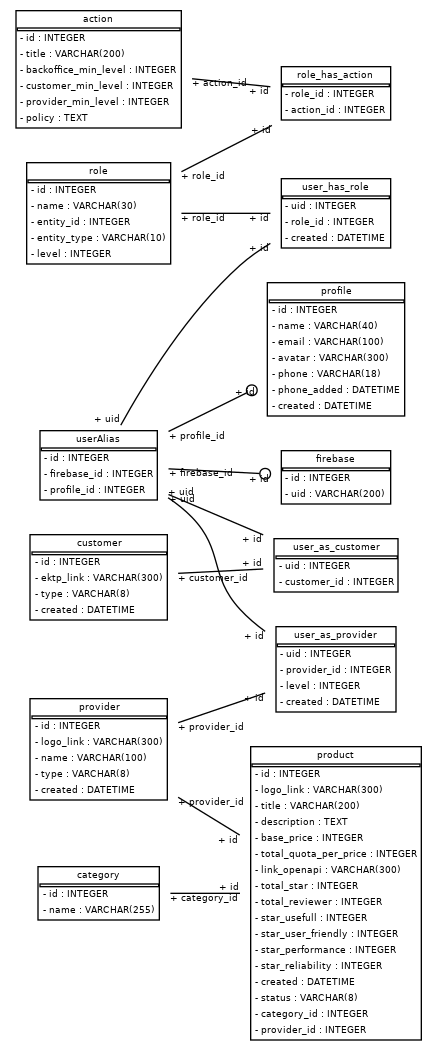 action
- id : INTEGER
- title : VARCHAR(200)
- backoffice_min_level : INTEGER
- customer_min_level : INTEGER
- provider_min_level : INTEGER
- policy : TEXT
+ action_id
+ id
role_has_action
- role_id : INTEGER
- action_id : INTEGER
+ id
+ role_id
role
- id : INTEGER
- name : VARCHAR(30)
- entity_id : INTEGER
- entity_type : VARCHAR(10)
- level : INTEGER
+ role_id
+ id
user_has_role
- uid : INTEGER
- role_id : INTEGER
- created : DATETIME
+ id
+ uid
profile
- id : INTEGER
- name : VARCHAR(40)
- email : VARCHAR(100)
- avatar : VARCHAR(300)
- phone : VARCHAR(18)
- phone_added : DATETIME
- created : DATETIME
+ id
+ profile_id
userAlias
- id : INTEGER
- firebase_id : INTEGER
- profile_id : INTEGER
+ firebase_id
+ id
firebase
- id : INTEGER
- uid : VARCHAR(200)
+ uid
+ uid
+ id
customer
- id : INTEGER
- ektp_link : VARCHAR(300)
- type : VARCHAR(8)
- created : DATETIME
+ id
+ customer_id
user_as_customer
- uid : INTEGER
- customer_id : INTEGER
+ id
user_as_provider
- uid : INTEGER
- provider_id : INTEGER
- level : INTEGER
- created : DATETIME
+ id
+ provider_id
provider
- id : INTEGER
- logo_link : VARCHAR(300)
- name : VARCHAR(100)
- type : VARCHAR(8)
- created : DATETIME
+ provider_id
+ id
product
- id : INTEGER
- logo_link : VARCHAR(300)
- title : VARCHAR(200)
- description : TEXT
- base_price : INTEGER
- total_quota_per_price : INTEGER
- link_openapi : VARCHAR(300)
- total_star : INTEGER
- total_reviewer : INTEGER
- star_usefull : INTEGER
- star_user_friendly : INTEGER
- star_performance : INTEGER
- star_reliability : INTEGER
- created : DATETIME
- status : VARCHAR(8)
- category_id : INTEGER
- provider_id : INTEGER
category
- id : INTEGER
- name : VARCHAR(255)
+ id
+ category_id